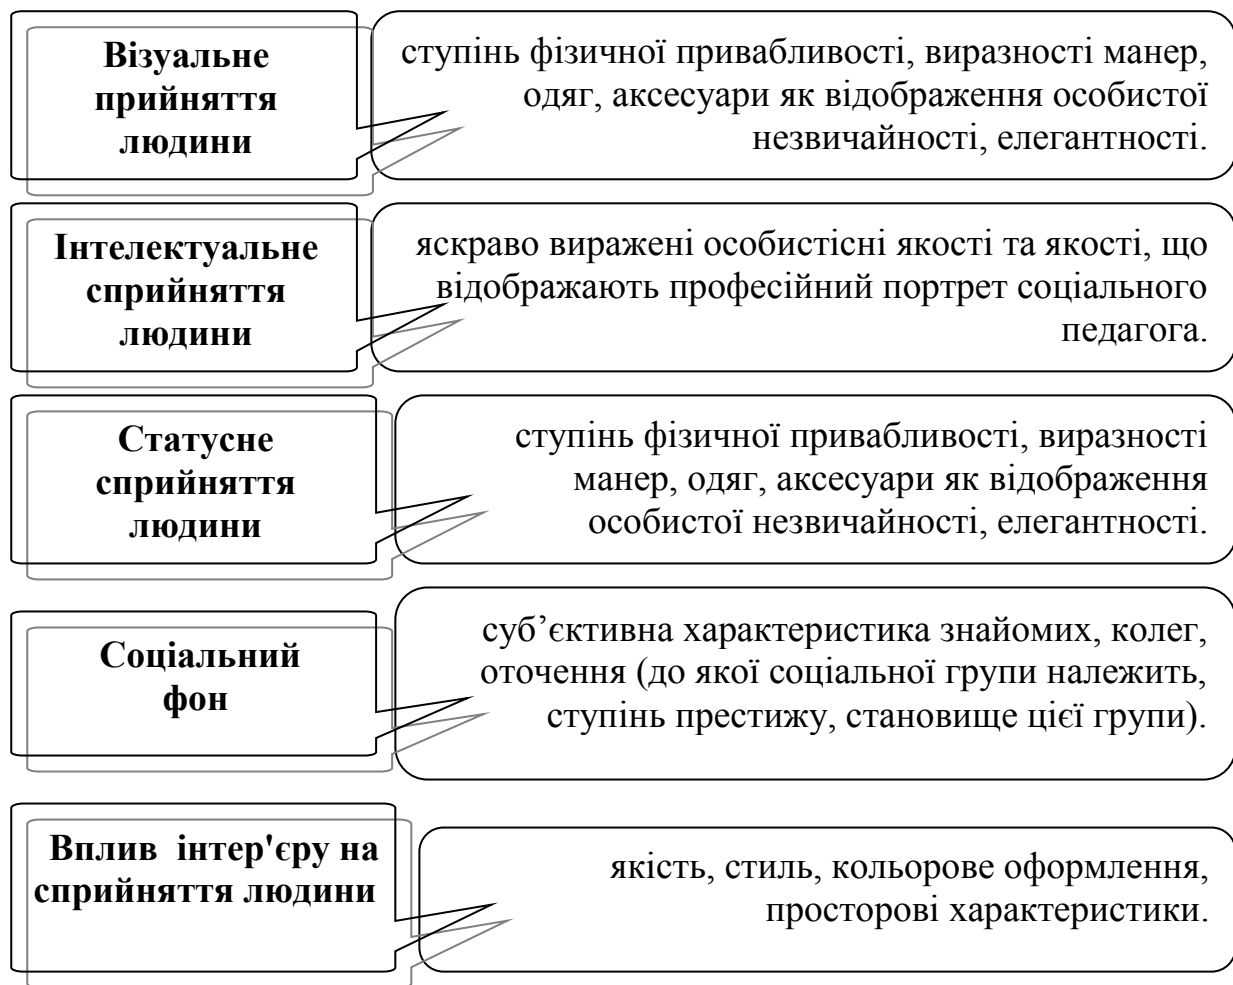 Візуальне
прийняття
людини
ступінь фізичної привабливості, виразності манер,
одяг, аксесуари як відображення особистої
незвичайності, елегантності.
Інтелектуальне
сприйняття
людини
яскраво виражені особистісні якості та якості, що
відображають професійний портрет соціального
педагога.
Статусне
сприйняття
людини
ступінь фізичної привабливості, виразності
манер, одяг, аксесуари як відображення
особистої незвичайності, елегантності.
Соціальний
фон
суб’єктивна характеристика знайомих, колег,
оточення (до якої соціальної групи належить,
ступінь престижу, становище цієї групи).
Вплив інтер'єру на
сприйняття людини
якість, стиль, кольорове оформлення,
просторові характеристики.